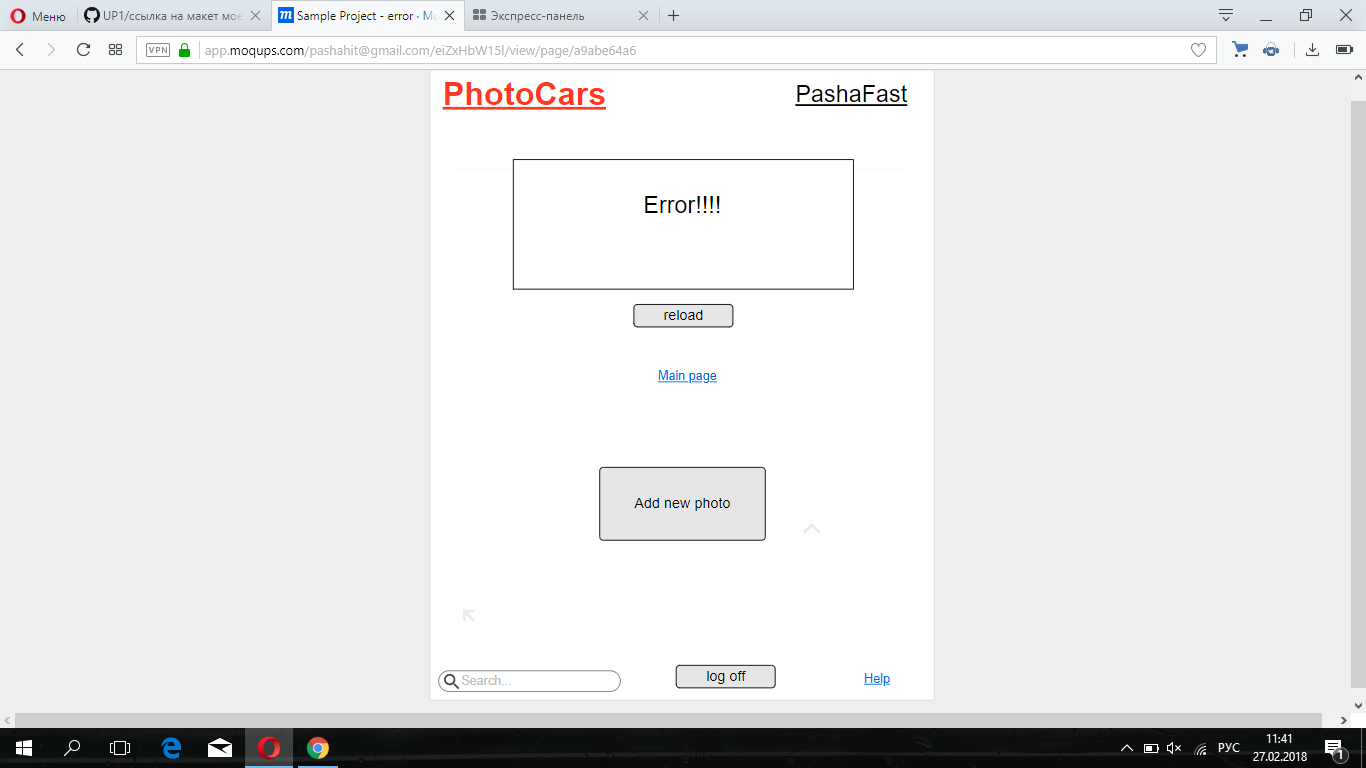 Меню
UP1/ссылка на макет мое
Sample Project - error · Mo
Экспресс-панель
VPN
app.moqups.com/pashahit@gmail.com/eiZxHbW15l/view/page/a9abe64a6
PhotoCars
PashaFast
Error!!!!
reload
Main page
Add new photo
Search...
log off
Help
РУС
11:41
27.02.2018
1